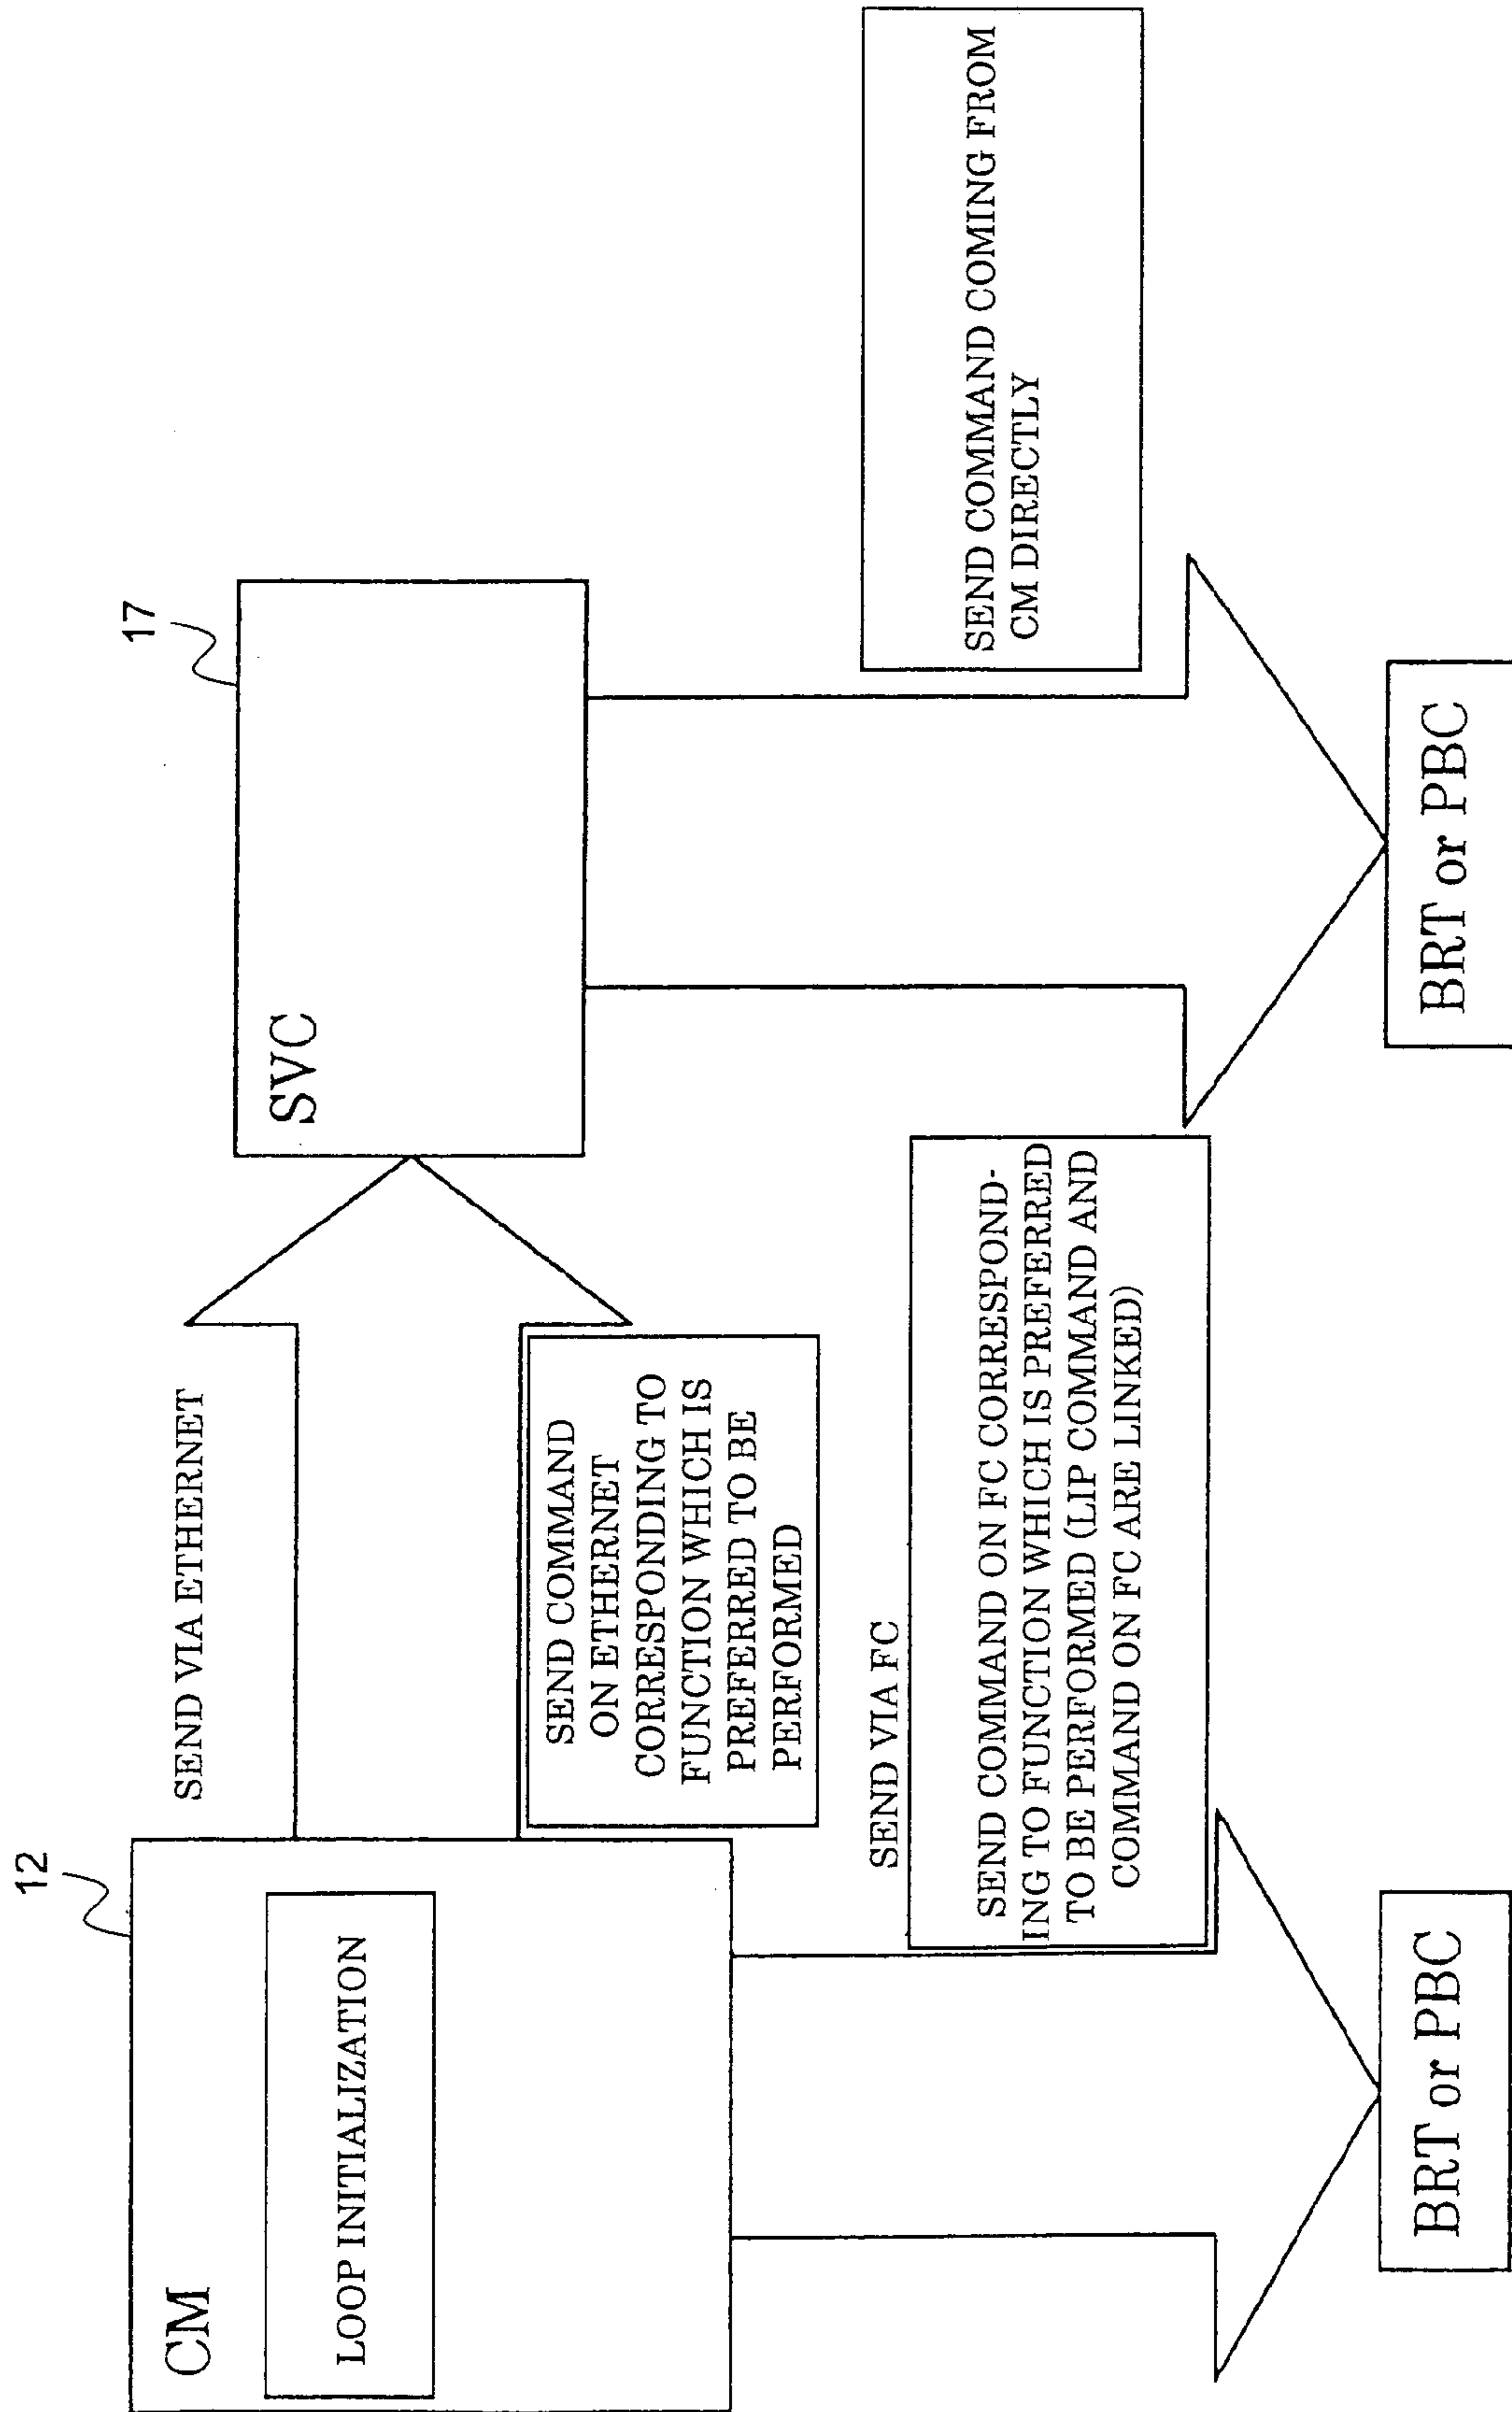 12
CM
LOOP INITIALIZATION
SEND VIA ETHERNET
SEND COMMAND
ON ETHERNET
CORRESPONDING TO
FUNCTION WHICH IS
PREFERRED TO BE
PERFORMED
17
SVC
SEND VIA FC
SEND COMMAND ON FC CORRESPOND-
ING TO FUNCTION WHICH IS PREFERRED
TO BE PERFORMED (LIP COMMAND AND
COMMAND ON FC ARE LINKED)
SEND COMMAND COMING FROM
CM DIRECTLY
BRT or PBC
BRT or PBC